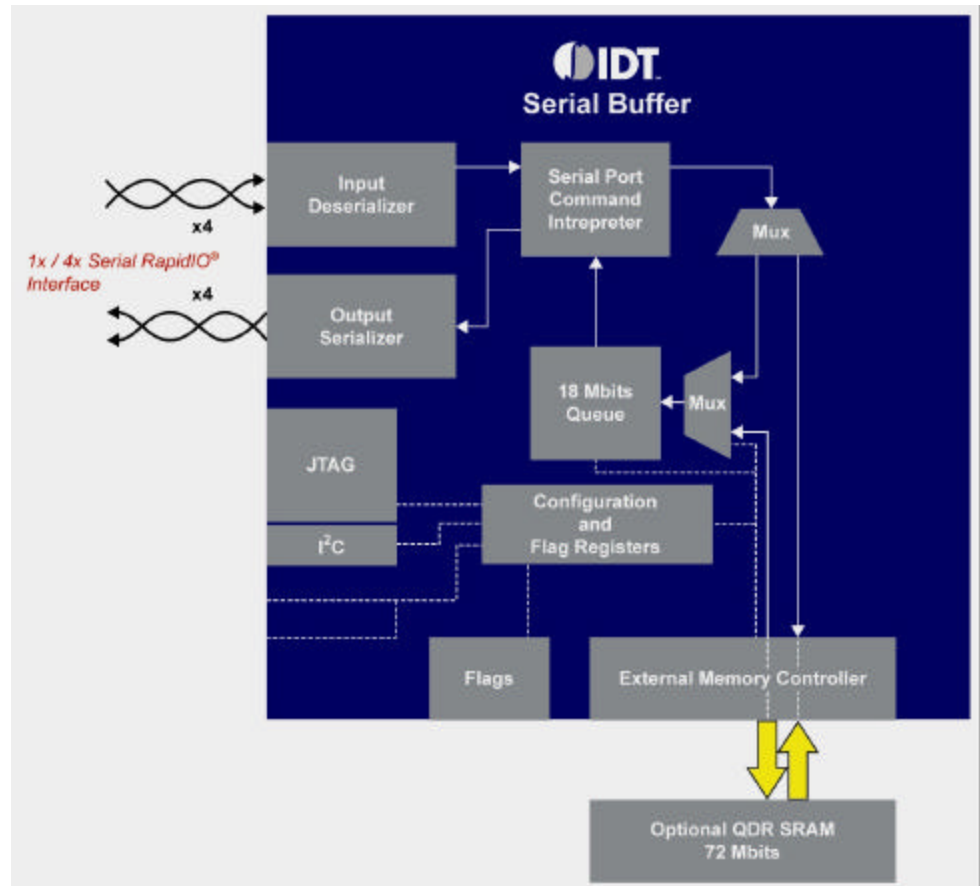 IDT™
Serial Buffer
Input
Deserializer
Serial Port
Command
Intrepreter
Mux
x4
1x / 4x Serial RapidIO®
Interface
x4
Output
Serializer
18 Mbits
Queue
Mux
JTAG
I²C
Configuration
and
Flag Registers
Flags
External Memory Controller
Optional QDR SRAM
72 Mbits